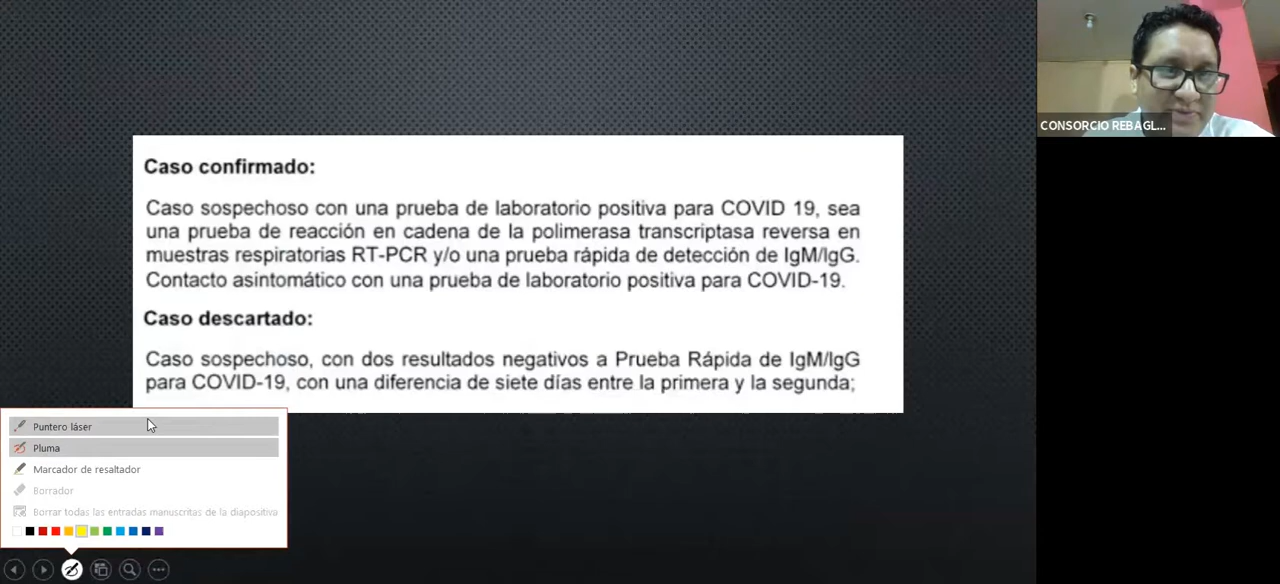 CONSORCIO REBAGL...
Caso confirmado:
Caso sospechoso con una prueba de laboratorio positiva para COVID 19, sea
una prueba de reacción en cadena de la polimerasa transcriptasa reversa en
muestras respiratorias RT-PCR y/o una prueba rápida de detección de IgM/IgG.
Contacto asintomático con una prueba de laboratorio positiva para COVID-19.
Caso descartado:
Caso sospechoso, con dos resultados negativos a Prueba Rápida de IgM/IgG
para COVID-19, con una diferencia de siete días entre la primera y la segunda;
Puntero láser
Pluma
Marcador de resaltador
Borrador
Borrar todas las entradas manuscritas de la diapositiva